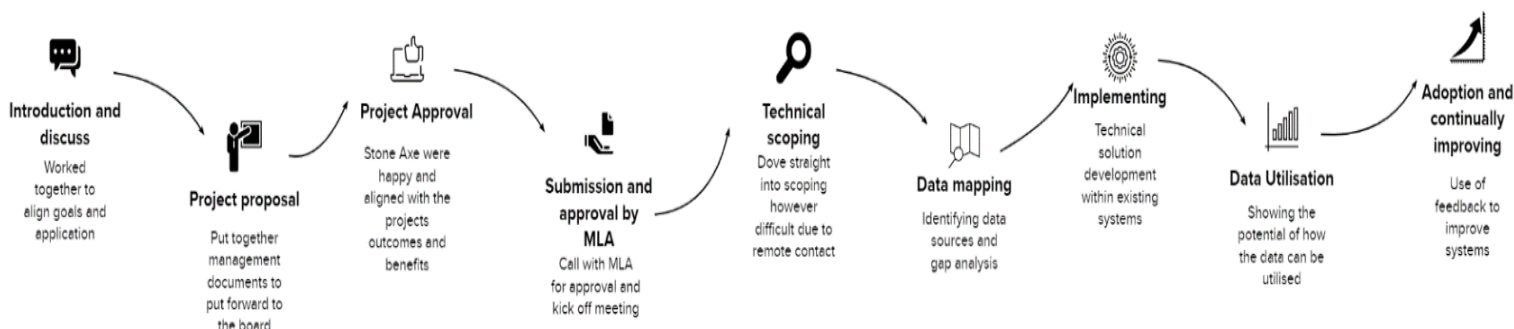 Introduction and
discuss
Worked
together to
align goals and
application
Project proposal
Put together
management
documents to
put forward to
the board
Project Approval
Stone Axe were
happy and
aligned with the
projects
outcomes and
benefits
Submission and
approval by
MLA
Call with MLA
for approval and
kick off meeting
Technical
scoping
Dove straight
into scoping
however
difficult due to
remote contact
Data mapping
Identifying data
sources and
gap analysis
Implementing
Technical
solution
development
within existing
systems
Data Utilisation
Showing the
potential of how
the data can be
utilised
Adoption and
continually
improving
Use of
feedback to
improve
systems